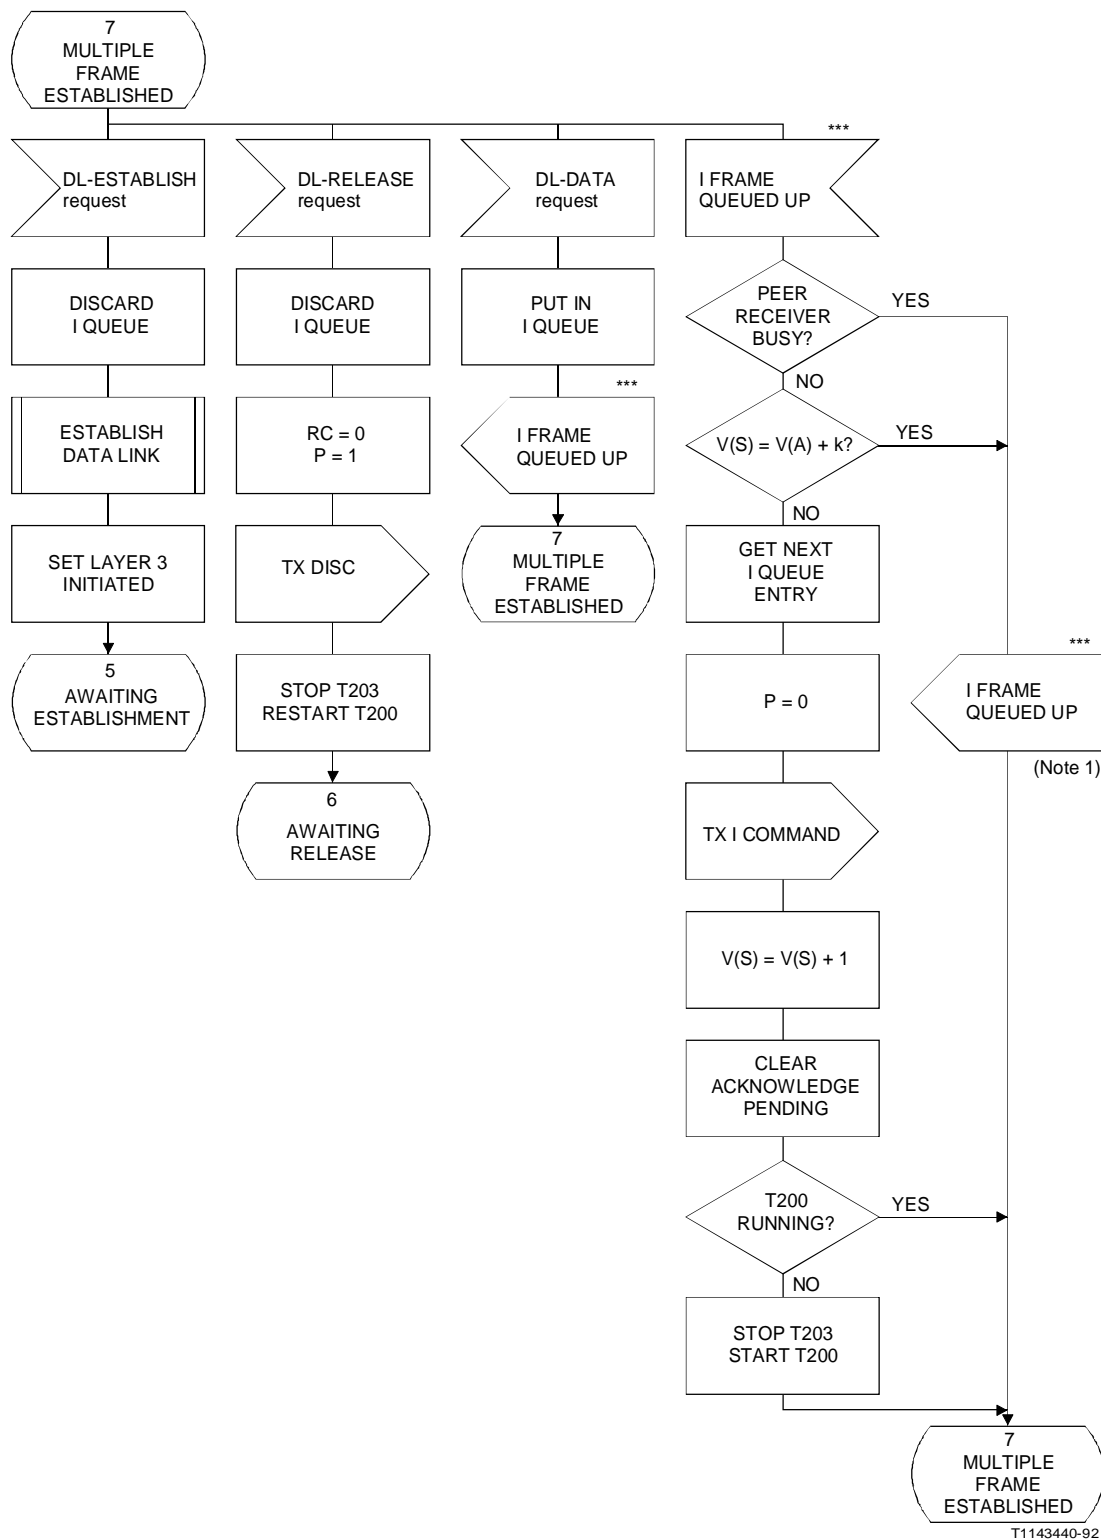 7
MULTIPLE
FRAME
ESTABLISHED
***
DL-ESTABLISH
request
DL-RELEASE
request
DL-DATA
request
I FRAME
QUEUED UP
DISCARD
I QUEUE
DISCARD
I QUEUE
PUT IN
I QUEUE
PEER
RECEIVER
BUSY?
YES
NO
ESTABLISH
DATA LINK
RC = 0
P = 1
***
I FRAME
QUEUED UP
V(S) = V(A) + k?
YES
NO
SET LAYER 3
INITIATED
TX DISC
7
MULTIPLE
FRAME
ESTABLISHED
GET NEXT
I QUEUE
ENTRY
5
AWAITING
ESTABLISHMENT
STOP T203
RESTART T200
P = 0
***
I FRAME
QUEUED UP
(Note 1)
6
AWAITING
RELEASE
TX I COMMAND
V(S) = V(S) + 1
CLEAR
ACKNOWLEDGE
PENDING
T200
RUNNING?
YES
NO
STOP T203
START T200
7
MULTIPLE
FRAME
ESTABLISHED
T1143440-92